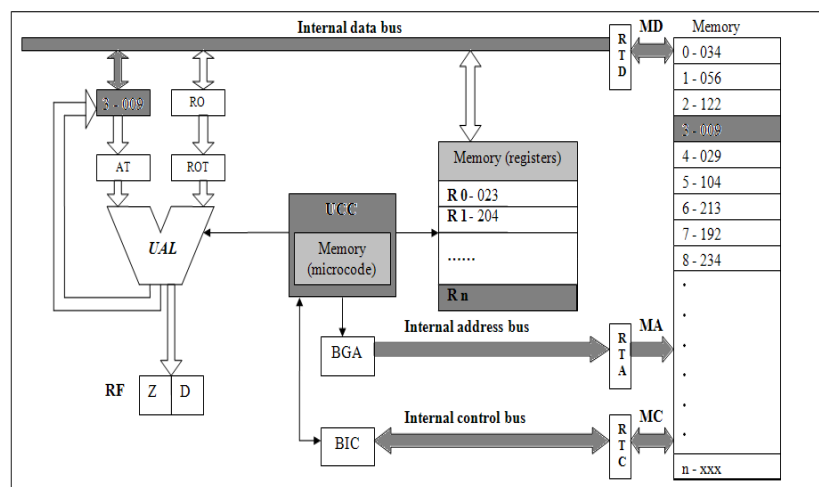 Internal data bus
MD
Memory
R
T
D
0 - 034
1 - 056
2 - 122
3 - 009
4 - 029
5 - 104
6 - 213
7 - 192
8 - 234
.
.
.
.
.
.
n - xxx
3 - 009
RO
AT
ROT
UAL
UCC
Memory
(microcode)
Memory (registers)
R 0 - 023
R 1 - 204
......
R n
BGA
Internal address bus
R
T
A
MA
RF
Z
D
BIC
Internal control bus
R
T
C
MC